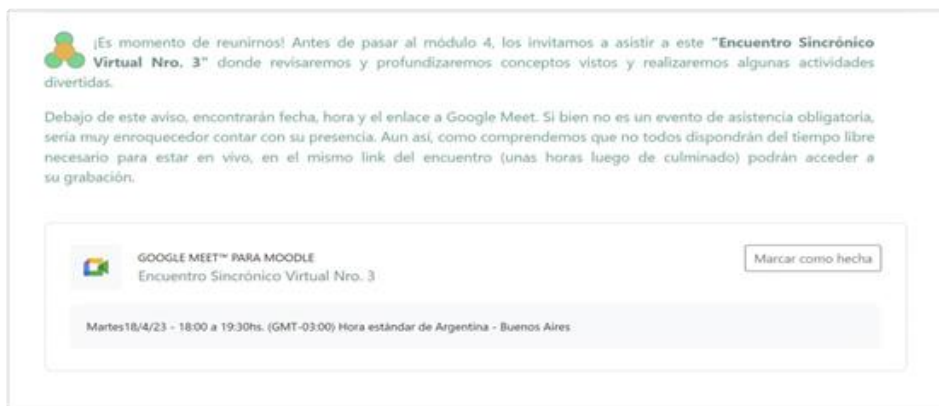 ¡Es momento de reunirnos! Antes de pasar al módulo 4, los invitamos a asistir a este "Encuentro Sincrónico
Virtual Nro. 3" donde revisaremos y profundizaremos conceptos vistos y realizaremos algunas actividades
divertidas.
Debajo de este aviso, encontrarán fecha, hora y el enlace a Google Meet. Si bien no es un evento de asistencia obligatoria,
sería muy enroquecedor contar con su presencia. Aun así, como comprendemos que no todos dispondrán del tiempo libre
necesario para estar en vivo, en el mismo link del encuentro (unas horas luego de culminado) podrán acceder a
su grabación.
GOOGLE MEET™ PARA MOODLE
Encuentro Sincrónico Virtual Nro. 3
Marcar como hecha
Martes18/4/23 - 18:00 a 19:30hs. (GMT-03:00) Hora estándar de Argentina - Buenos Aires